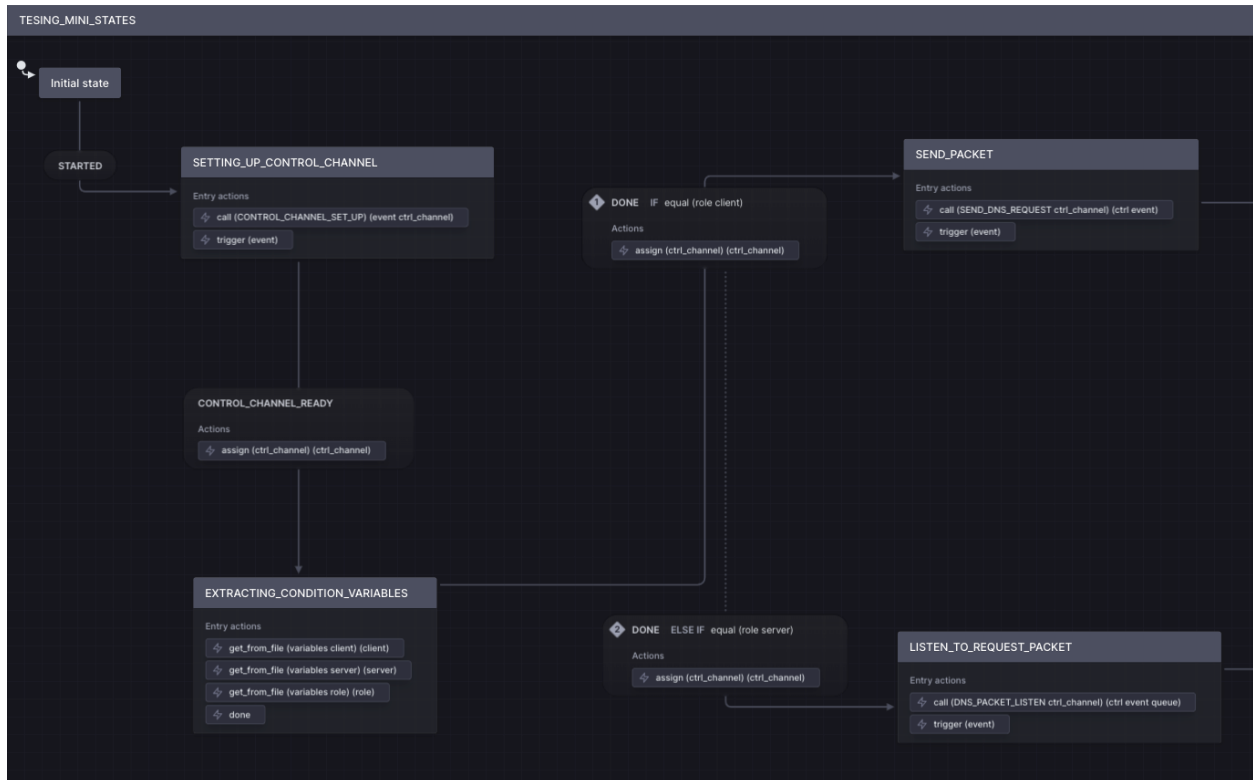 TESING_MINI_STATES
Initial state
STARTED
SETTING_UP_CONTROL_CHANNEL
Entry actions
call (CONTROL_CHANNEL_SET_UP) (event ctrl_channel)
trigger (event)
CONTROL_CHANNEL_READY
Actions
assign (ctrl_channel) (ctrl_channel)
EXTRACTING_CONDITION_VARIABLES
Entry actions
get_from_file (variables client) (client)
get_from_file (variables server) (server)
get_from_file (variables role) (role)
done
1 DONE IF equal (role client)
Actions
assign (ctrl_channel) (ctrl_channel)
SEND_PACKET
Entry actions
call (SEND_DNS_REQUEST ctrl_channel) (ctrl event)
trigger (event)
2 DONE ELSE IF equal (role server)
Actions
assign (ctrl_channel) (ctrl_channel)
LISTEN_TO_REQUEST_PACKET
Entry actions
call (DNS_PACKET_LISTEN ctrl_channel) (ctrl event queue)
trigger (event)